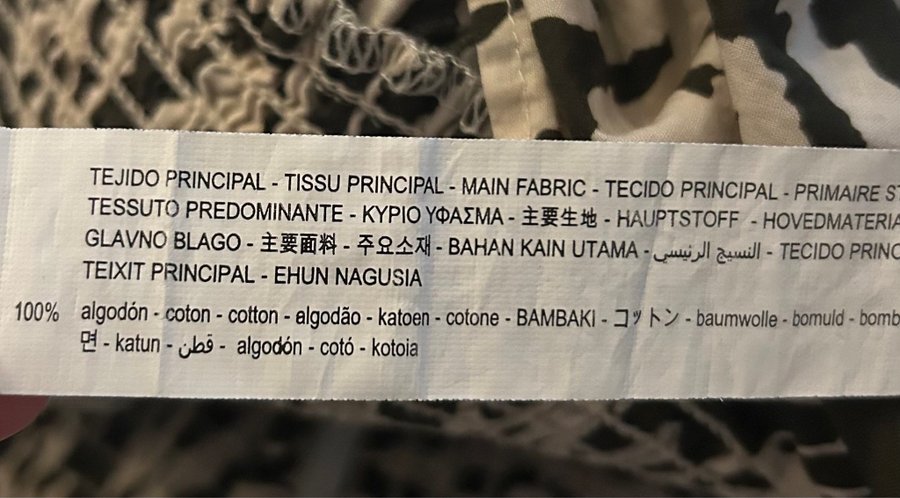 TEJIDO PRINCIPAL - TISSU PRINCIPAL - MAIN FABRIC - TECIDO PRINCIPAL - PRIMAIRE
TESSUTO PREDOMINANTE - ΚΥΡΙΟ ΥΦΑΣΜΑ - 主要生地 - HAUPTSTOFF - HOVEDMATERIA
GLAVNO BLAGO - 主要面料 - 주요소재 - BAHAN KAIN UTAMA - النسيج الرئيسي - TECIDO PRINC
TEIXIT PRINCIPAL - EHUN NAGUSIA
100% algodón - coton - cotton - algodão - katoen - cotone - BAMBAKI - コットン - baumwolle - bomuld - bomb
면 - katun - قطن - algodón - cotó - kotoia